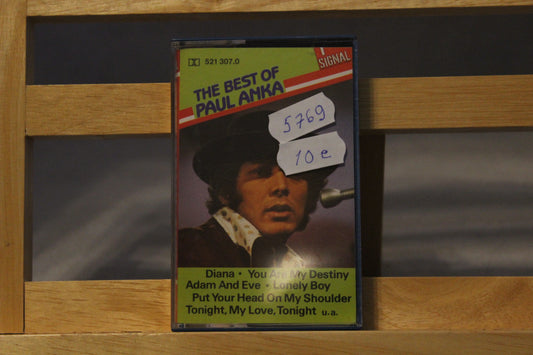 521 307.0
SIGNAL
THE BEST OF
PAUL ANKA
5769
10e
Diana • You Are My Destiny
Adam And Eve • Lonely Boy
Put Your Head On My Shoulder
Tonight, My Love, Tonight u.a.